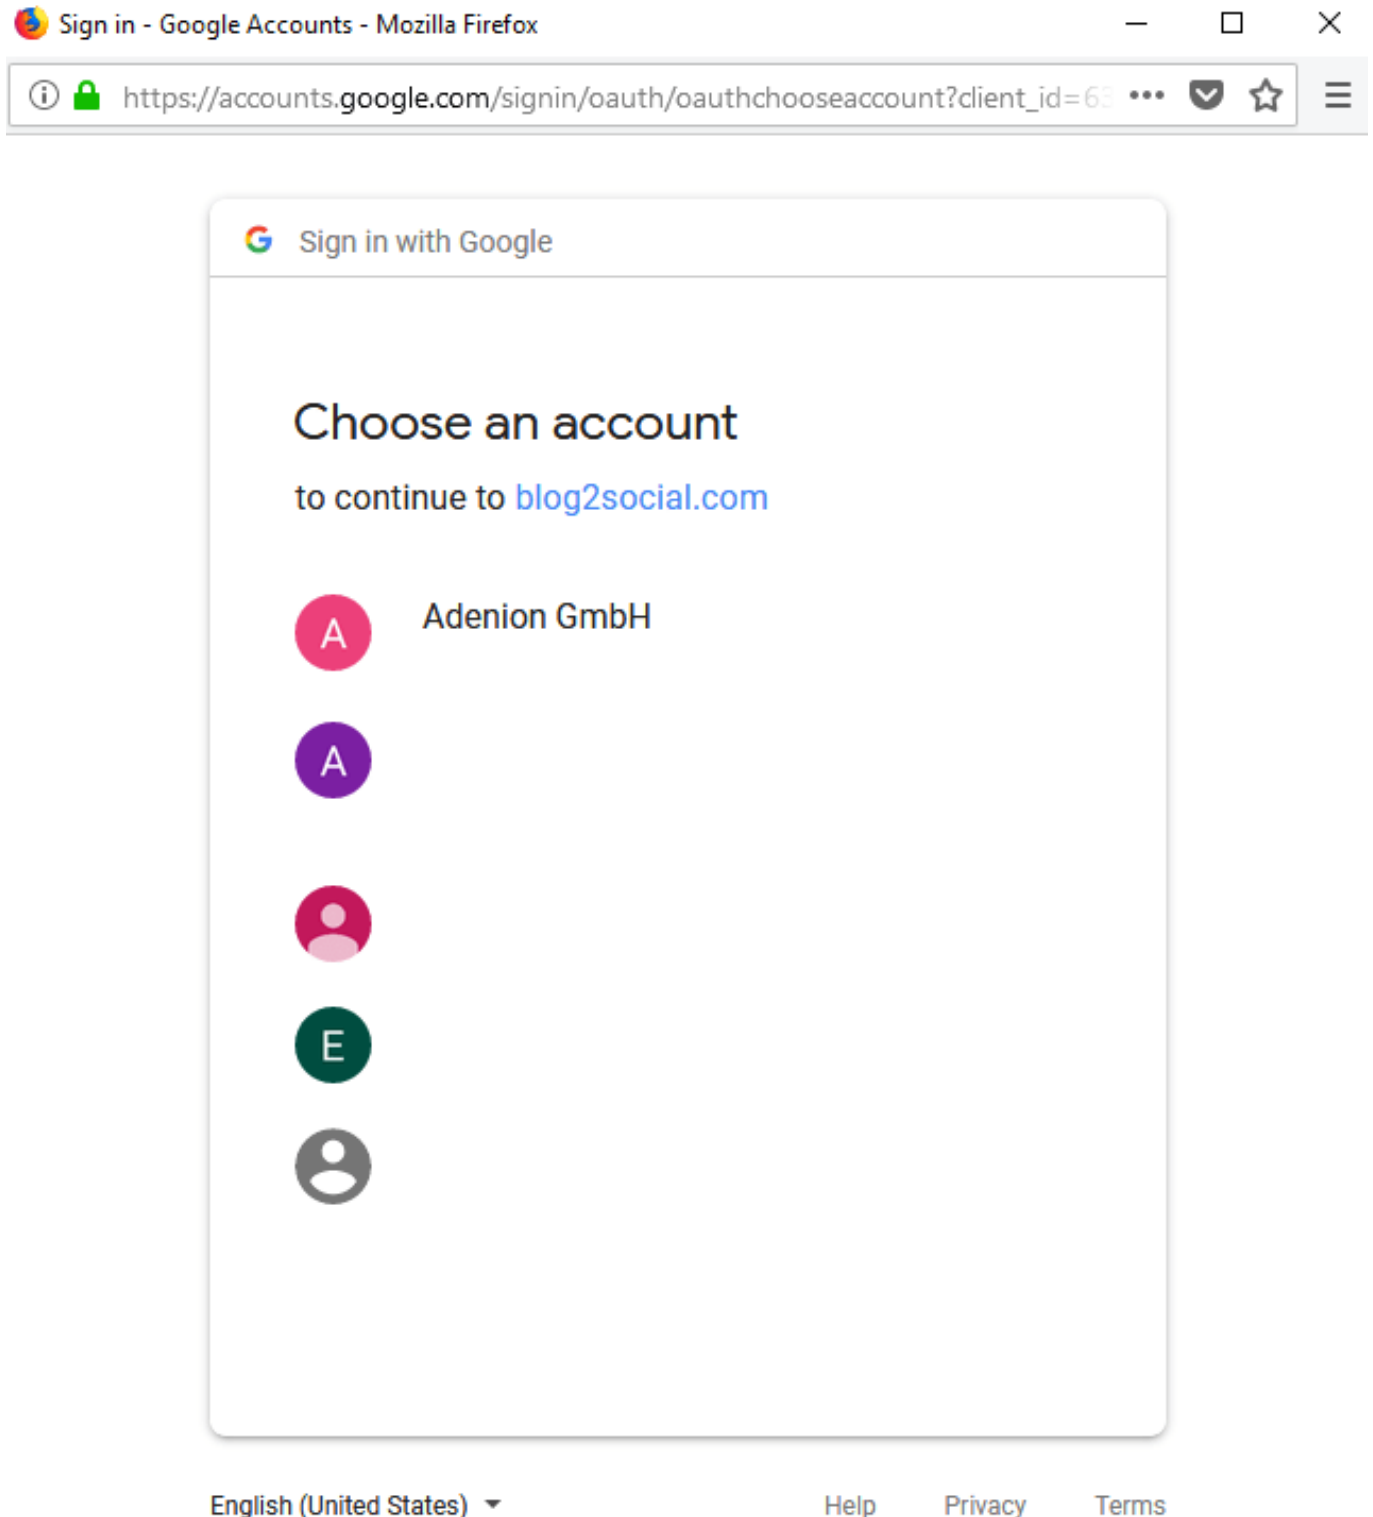 Sign in - Google Accounts - Mozilla Firefox
https://accounts.google.com/signin/oauth/oauthchooseaccount?client_id=63
Sign in with Google
Choose an account
to continue to blog2social.com
A Adenion GmbH
A
E
English (United States)
Help Privacy Terms